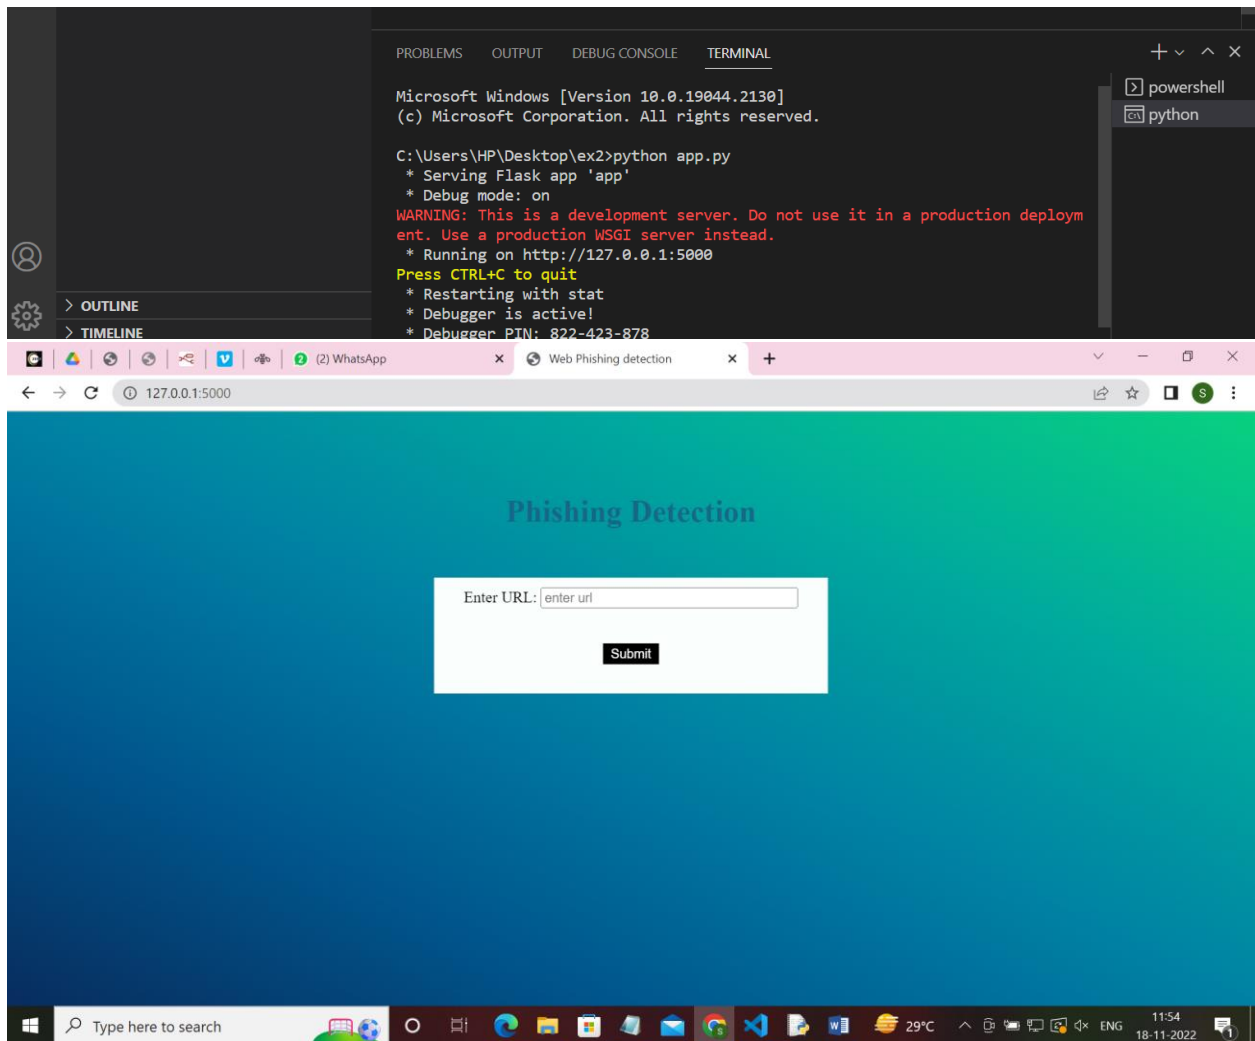 PROBLEMS OUTPUT DEBUG CONSOLE TERMINAL
powershell
python
Microsoft Windows [Version 10.0.19044.2130]
(c) Microsoft Corporation. All rights reserved.
C:\Users\HP\Desktop\ex2>python app.py
* Serving Flask app 'app'
* Debug mode: on
WARNING: This is a development server. Do not use it in a production deploym
ent. Use a production WSGI server instead.
* Running on http://127.0.0.1:5000
Press CTRL+C to quit
* Restarting with stat
* Debugger is active!
* Debugger PIN: 822-423-878
> OUTLINE
> TIMELINE
(2) WhatsApp Web Phishing detection
127.0.0.1:5000
S
Phishing Detection
Enter URL: enter url
Submit
Type here to search
29°C ENG 11:54
18-11-2022
1